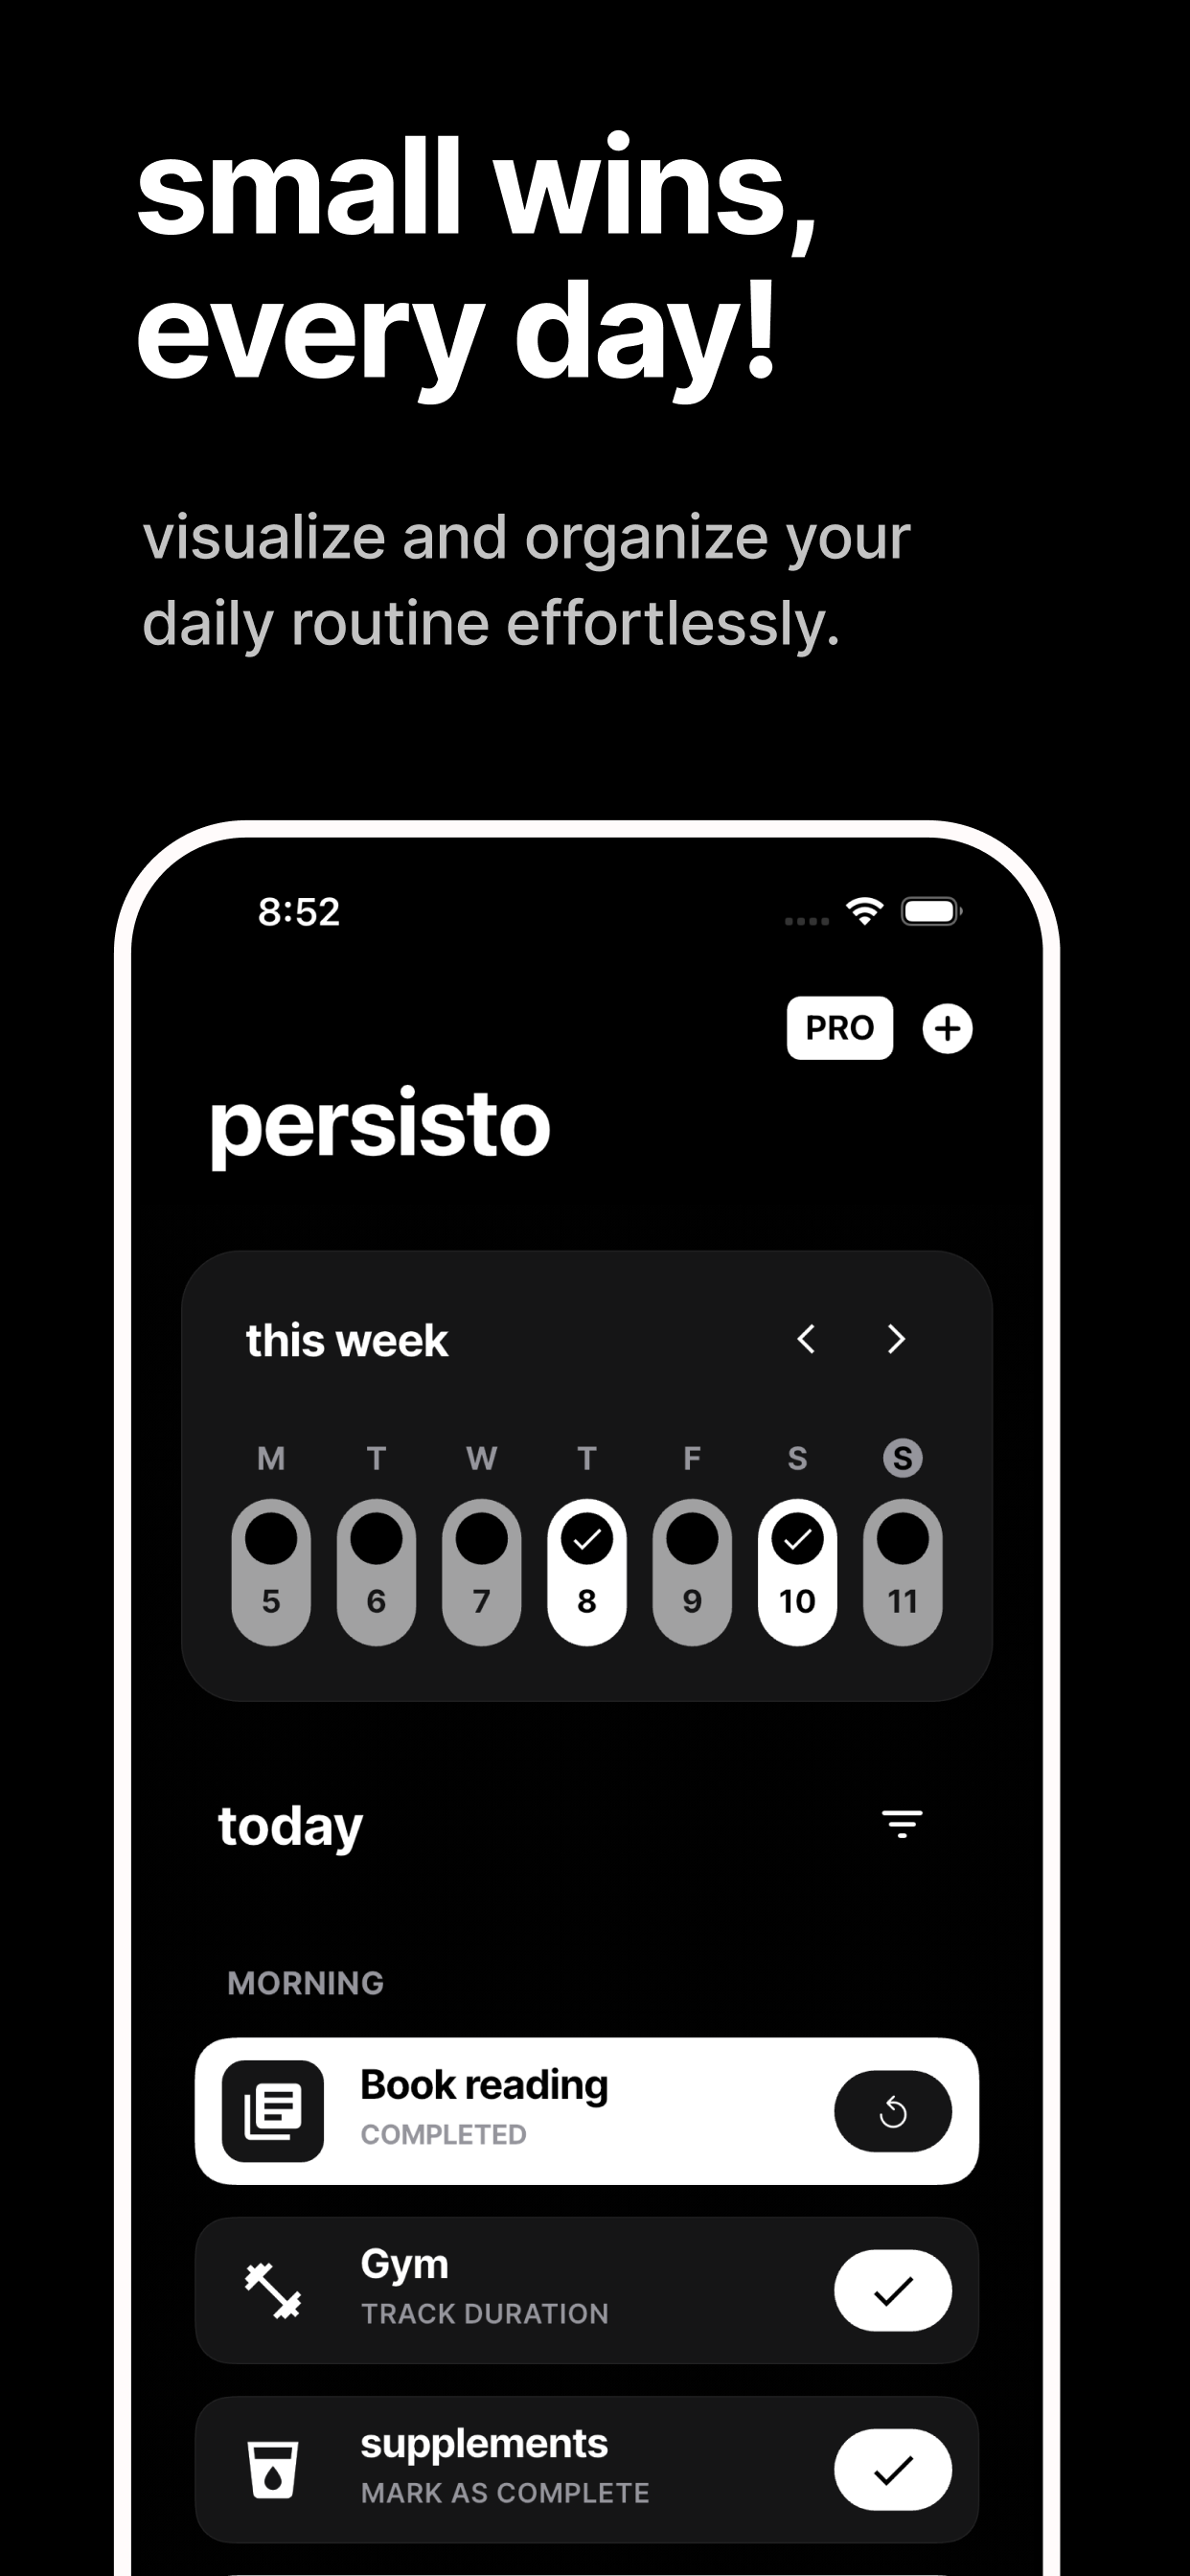 small wins,
every day!
visualize and organize your
daily routine effortlessly.
8:52
PRO
persisto
this week
M T W T F S S
5 6 7 8 9 10 11
today
MORNING
Book reading
COMPLETED
Gym
TRACK DURATION
supplements
MARK AS COMPLETE